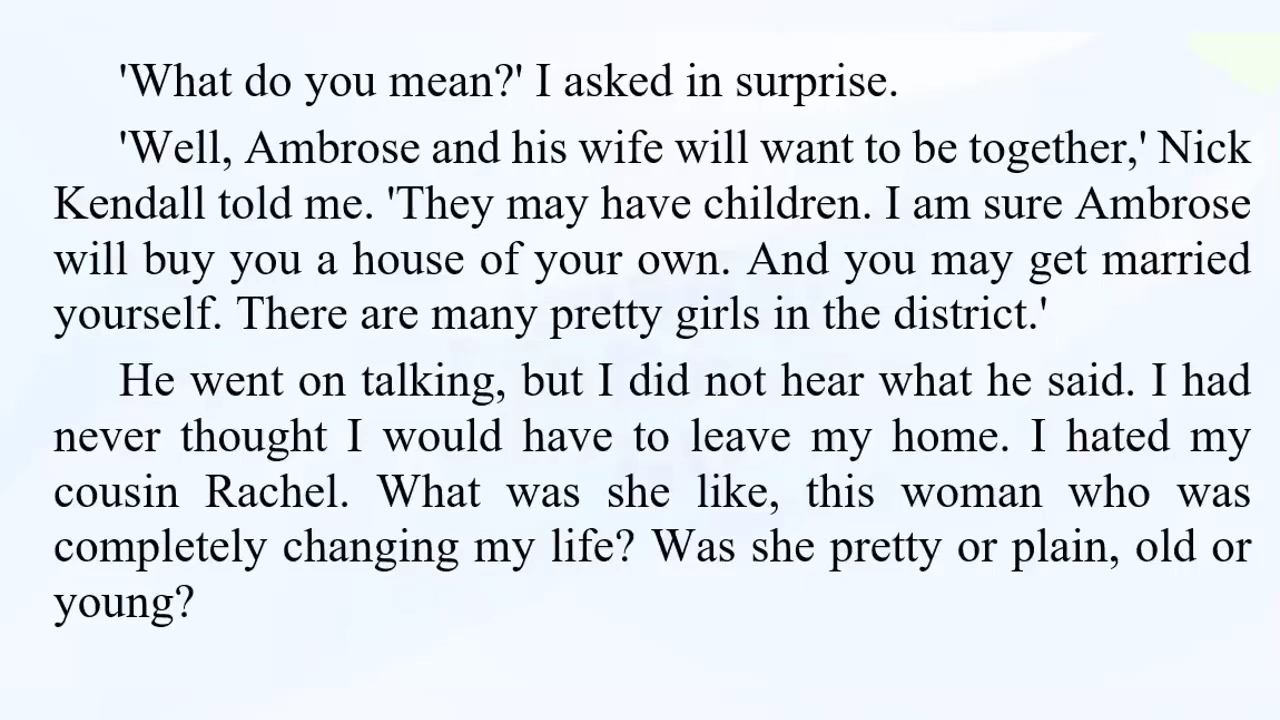 'What do you mean?' I asked in surprise.
'Well, Ambrose and his wife will want to be together,' Nick
Kendall told me. 'They may have children. I am sure Ambrose
will buy you a house of your own. And you may get married
yourself. There are many pretty girls in the district.'
He went on talking, but I did not hear what he said. I had
never thought I would have to leave my home. I hated my
cousin Rachel. What was she like, this woman who was
completely changing my life? Was she pretty or plain, old or
young?